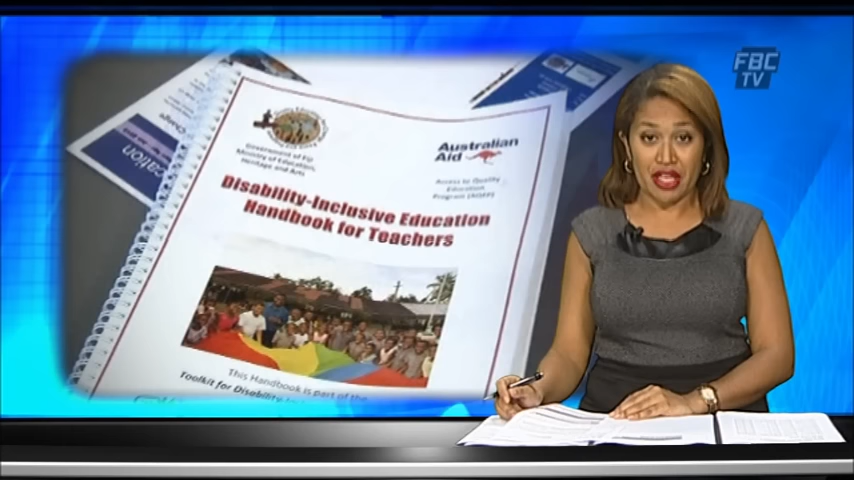 FBC
TV
Government of Fiji
Ministry of Education,
Heritage and Arts
Australian
Aid
Access to Quality
Education
Program (AQEP)
Disability-Inclusive Education
Handbook for Teachers
This Handbook is part of the
Toolkit for Disability-In